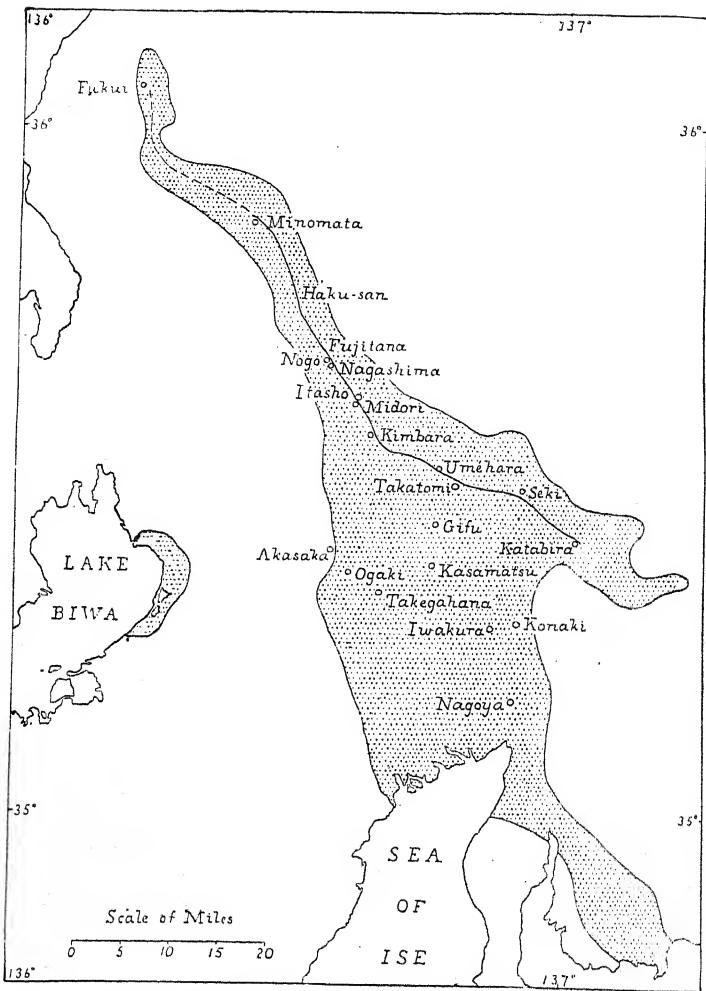 136°
137°
Fukui
36°
36°
Minomata
Haku-san
Fujitana
Nogo
Nagashima
Itasho
Midori
Kimbara
Uméhara
Takatomi
Seki
Gifu
Akasaka
Katabira
LAKE
BIWA
Ogaki
Kasamatsu
Takegahana
Iwakura
Konaki
Nagoya
35°
35°
SEA
OF
ISE
Scale of Miles
0 5 10 20
136°
137°